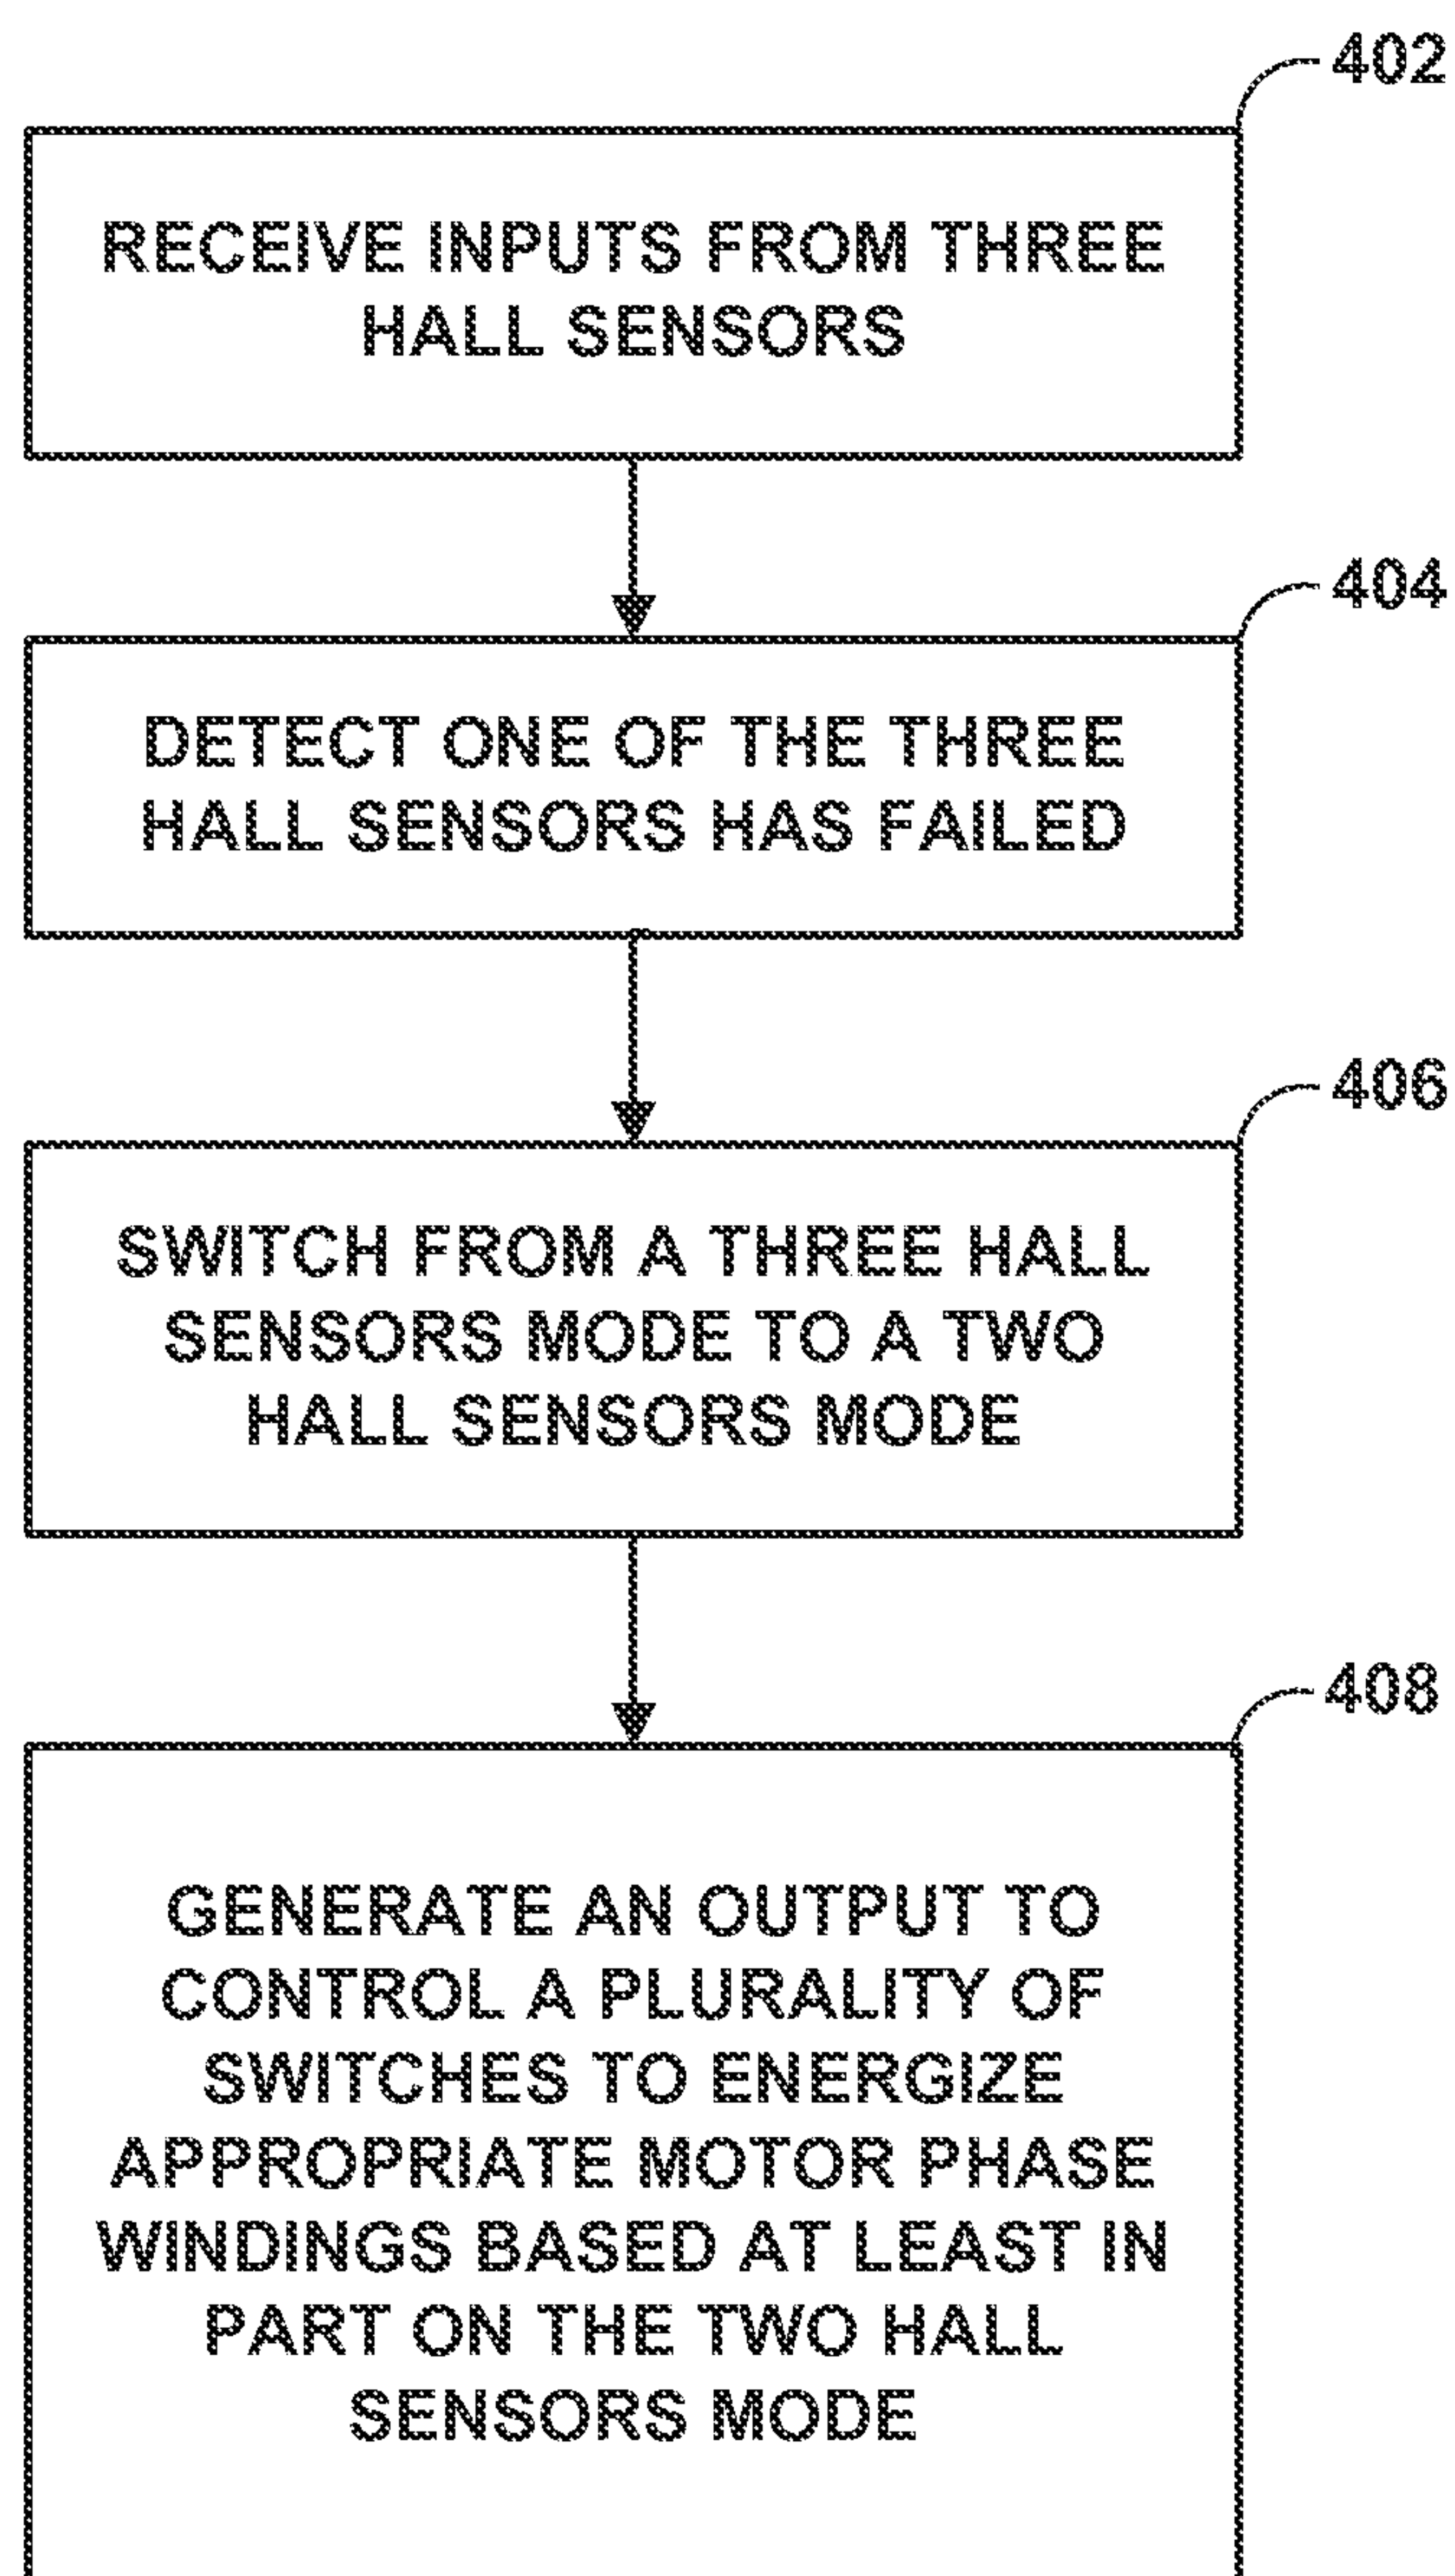 402
RECEIVE INPUTS FROM THREE
HALL SENSORS
404
DETECT ONE OF THE THREE
HALL SENSORS HAS FAILED
406
SWITCH FROM A THREE HALL
SENSORS MODE TO A TWO
HALL SENSORS MODE
408
GENERATE AN OUTPUT TO
CONTROL A PLURALITY OF
SWITCHES TO ENERGIZE
APPROPRIATE MOTOR PHASE
WINDINGS BASED AT LEAST IN
PART ON THE TWO HALL
SENSORS MODE